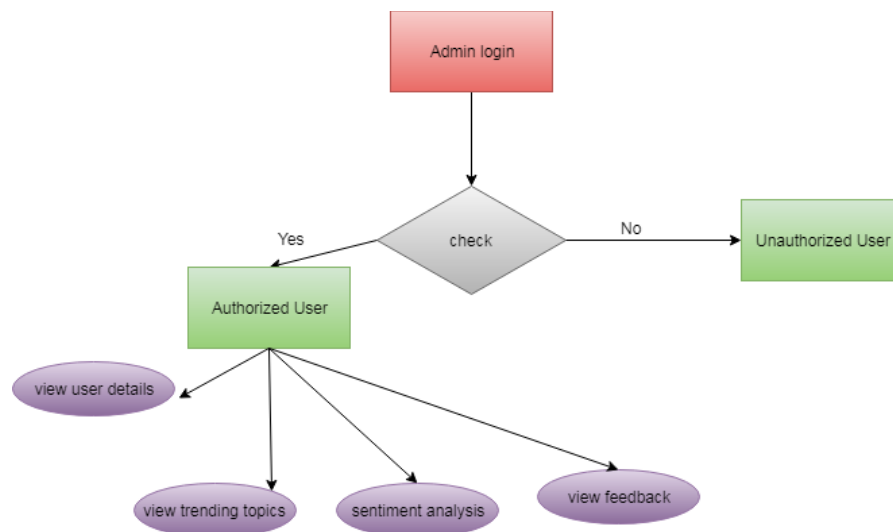 Admin login
check
Yes
No
Unauthorized User
Authorized User
view user details
view trending topics
sentiment analysis
view feedback